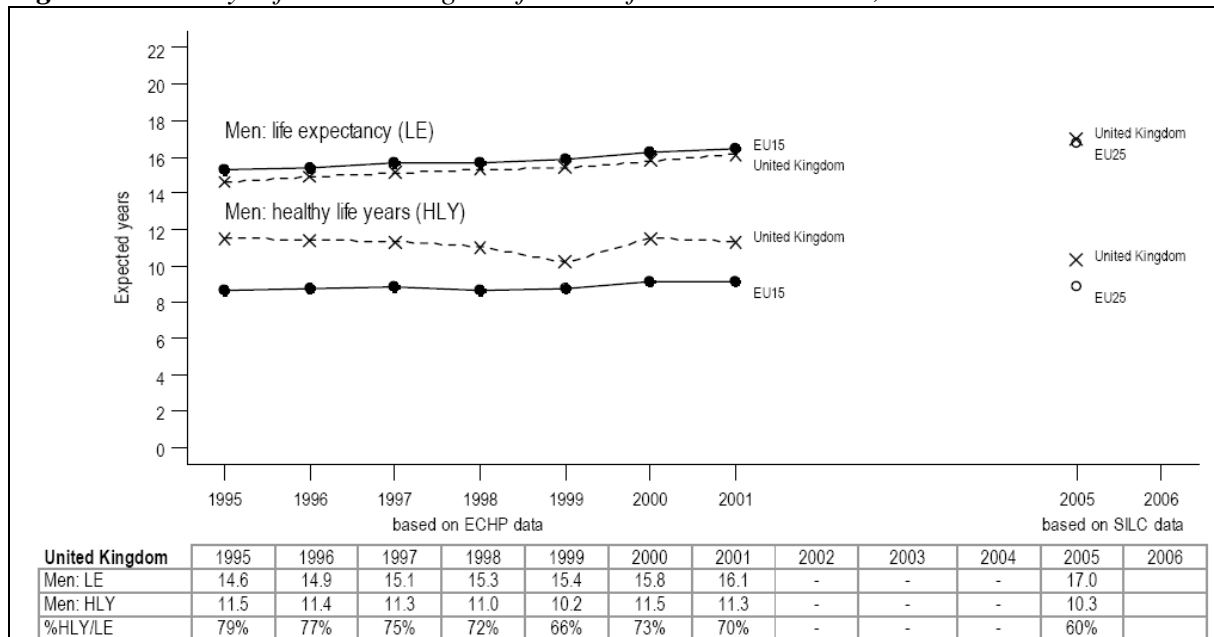 22
20
18
Men: life expectancy (LE)
EU15
United Kingdom
United Kingdom
EU25
16
14
Men: healthy life years (HLY)
United Kingdom
United Kingdom
12
10
EU15
EU25
8
6
4
2
0
Expected years
1995 1996 1997 1998 1999 2000 2001 2005 2006
based on ECHP data based on SILC data
United Kingdom 1995 1996 1997 1998 1999 2000 2001 2002 2003 2004 2005 2006
Men: LE 14.6 14.9 15.1 15.3 15.4 15.8 16.1 - - - 17.0
Men: HLY 11.5 11.4 11.3 11.0 10.2 11.5 11.3 - - - 10.3
%HLY/LE 79% 77% 75% 72% 66% 73% 70% - - - 60%